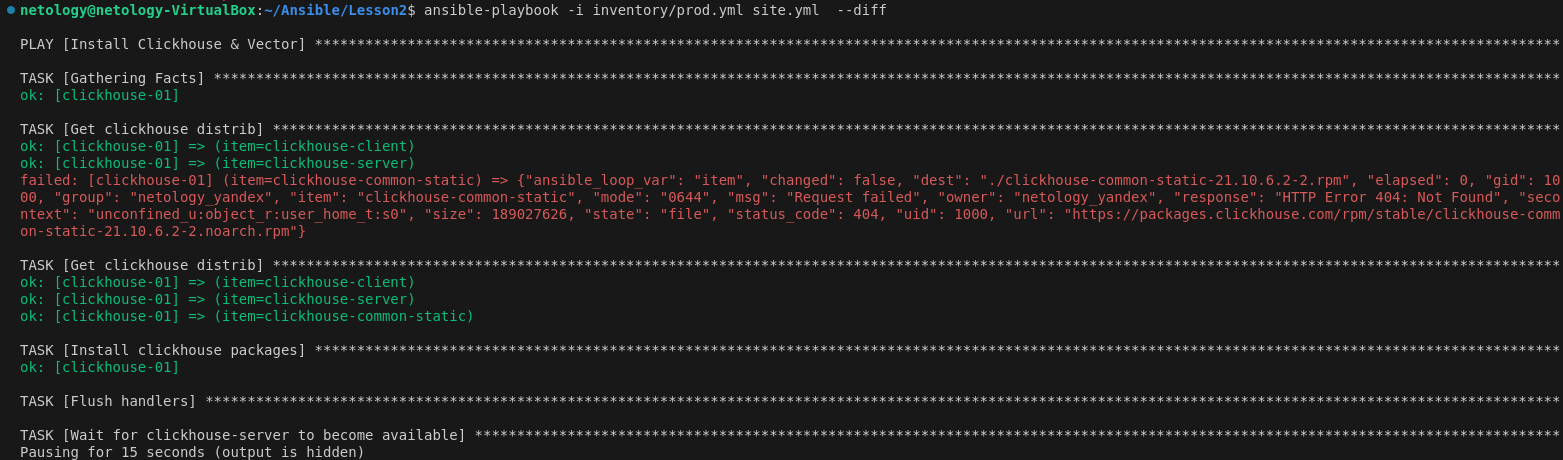 netology@netology-VirtualBox:~/Ansible/Lesson2$ ansible-playbook -i inventory/prod.yml site.yml  --diff
PLAY [Install Clickhouse & Vector] ****************************************************************************************************************************************************
TASK [Gathering Facts] ****************************************************************************************************************************************************************
ok: [clickhouse-01]
TASK [Get clickhouse distrib] *********************************************************************************************************************************************************
ok: [clickhouse-01] => (item=clickhouse-client)
ok: [clickhouse-01] => (item=clickhouse-server)
failed: [clickhouse-01] (item=clickhouse-common-static) => {"ansible_loop_var": "item", "changed": false, "dest": "./clickhouse-common-static-21.10.6.2-2.rpm", "elapsed": 0, "gid": 10
00, "group": "netology_yandex", "item": "clickhouse-common-static", "mode": "0644", "msg": "Request failed", "owner": "netology_yandex", "response": "HTTP Error 404: Not Found", "seco
ntext": "unconfined_u:object_r:user_home_t:s0", "size": 189027626, "state": "file", "status_code": 404, "uid": 1000, "url": "https://packages.clickhouse.com/rpm/stable/clickhouse-comm
on-static-21.10.6.2-2.noarch.rpm"}
TASK [Get clickhouse distrib] *********************************************************************************************************************************************************
ok: [clickhouse-01] => (item=clickhouse-client)
ok: [clickhouse-01] => (item=clickhouse-server)
ok: [clickhouse-01] => (item=clickhouse-common-static)
TASK [Install clickhouse packages] ****************************************************************************************************************************************************
ok: [clickhouse-01]
TASK [Flush handlers] *****************************************************************************************************************************************************************
TASK [Wait for clickhouse-server to become available] *********************************************************************************************************************************
Pausing for 15 seconds (output is hidden)